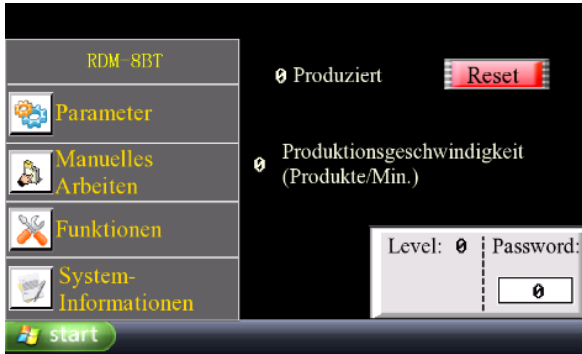 RDM-8BT
Parameter
Manuelles
Arbeiten
Funktionen
System-
Informationen
0 Produziert
Reset
0 Produktionsgeschwindigkeit
(Produkte/Min.)
Level: 0
Password:
0
start